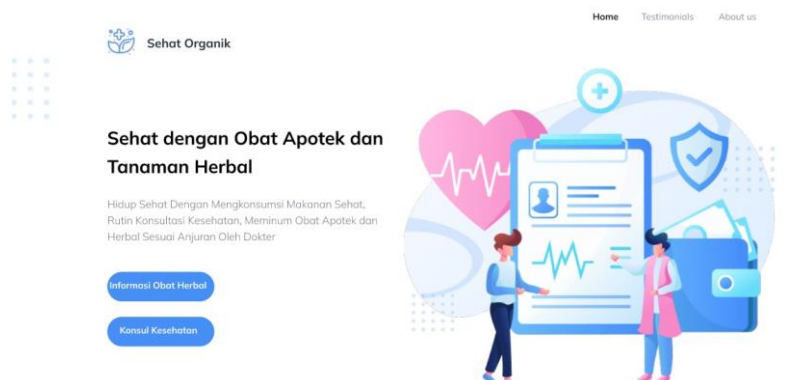 Home Testimonials About us
Sehat Organik
Sehat dengan Obat Apotek dan
Tanaman Herbal
Hidup Sehat Dengan Mengkonsumsi Makanan Sehat,
Rutin Konsultasi Kesehatan, Meminum Obat Apotek dan
Herbal Sesuai Anjuran Oleh Dokter
Informasi Obat Herbal
Konsul Kesehatan